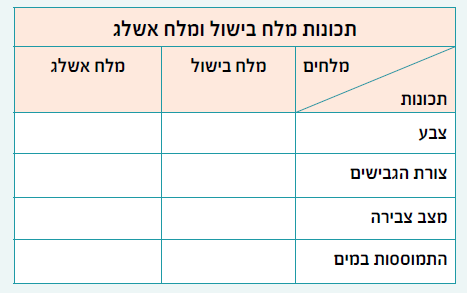 תכונות מלח בישול ומלח אשלג
מלחים
תכונות
מלח בישול
מלח אשלג
צבע
צורת הגבישים
מצב צבירה
התמוססות במים